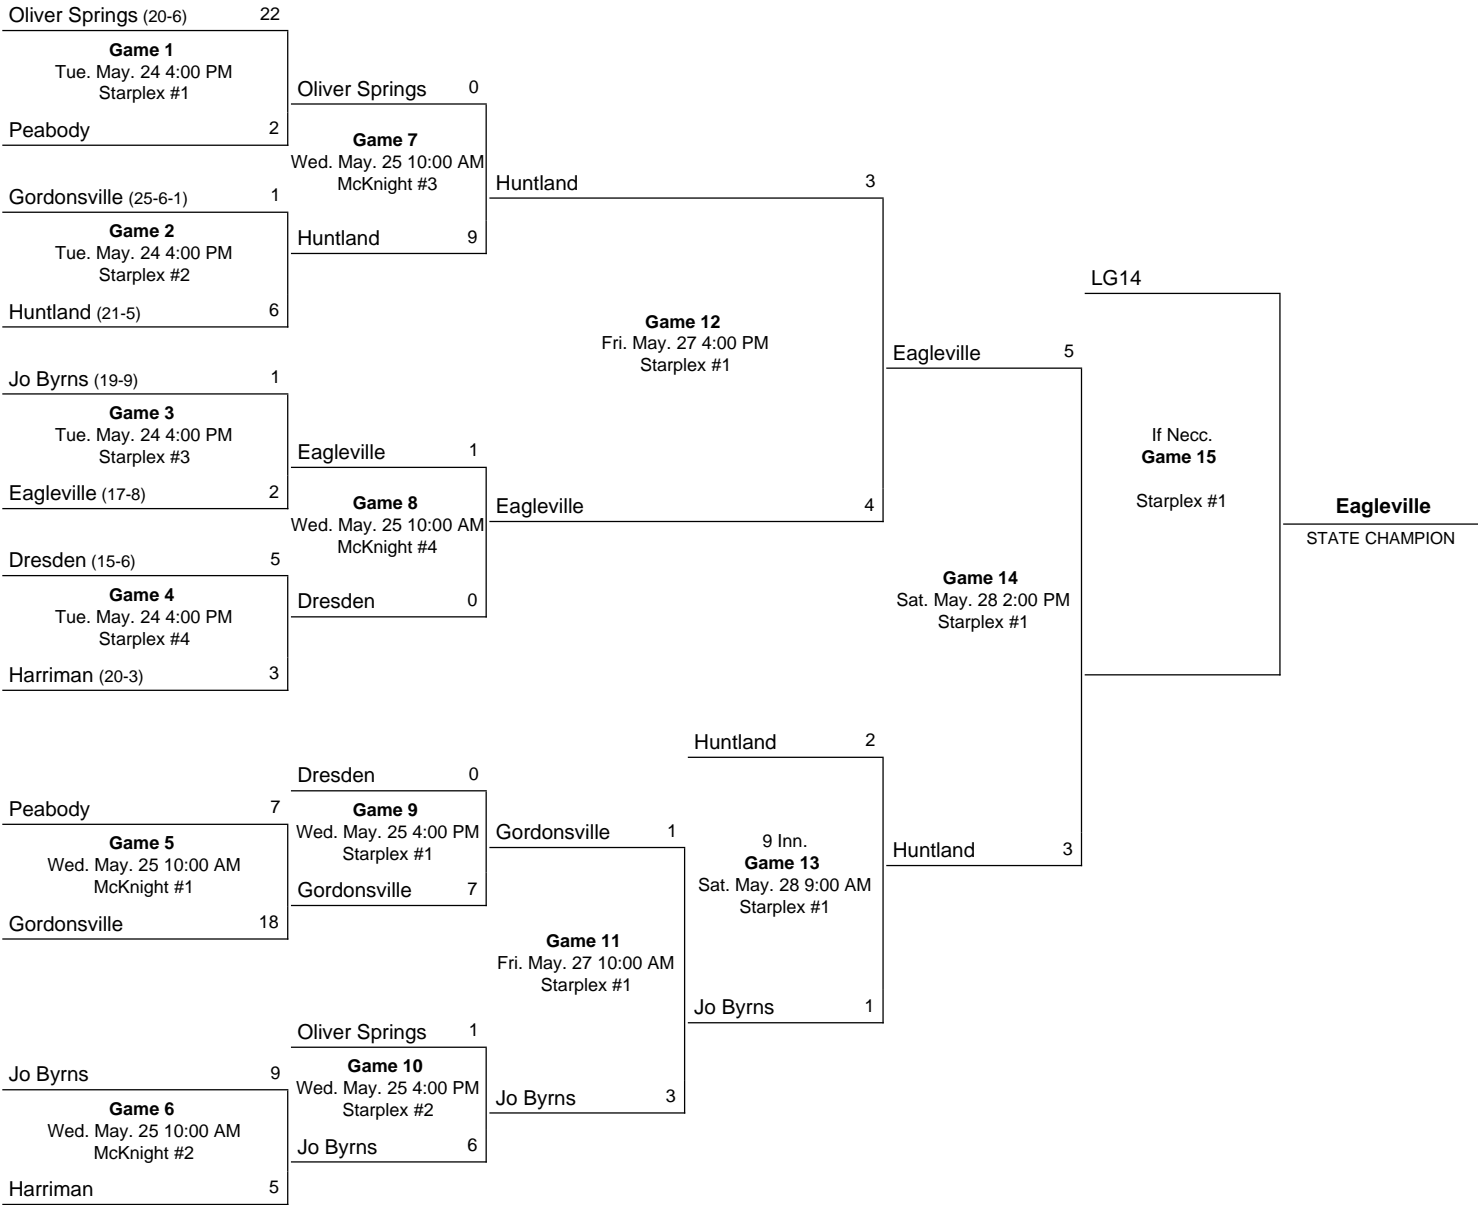 Oliver Springs (20-6) 22
Game 1
Tue. May. 24 4:00 PM
Starplex #1
Peabody 2
Gordonsville (25-6-1) 1
Game 2
Tue. May. 24 4:00 PM
Starplex #2
Huntland (21-5) 6
Jo Byrns (19-9) 1
Game 3
Tue. May. 24 4:00 PM
Starplex #3
Eagleville (17-8) 2
Dresden (15-6) 5
Game 4
Tue. May. 24 4:00 PM
Starplex #4
Harriman (20-3) 3
Peabody 7
Game 5
Wed. May. 25 10:00 AM
McKnight #1
Gordonsville 18
Jo Byrns 9
Game 6
Wed. May. 25 10:00 AM
McKnight #2
Harriman 5
Oliver Springs 0
Game 7
Wed. May. 25 10:00 AM
McKnight #3
Huntland 9
Eagleville 1
Game 8
Wed. May. 25 10:00 AM
McKnight #4
Dresden 0
Dresden 0
Game 9
Wed. May. 25 4:00 PM
Starplex #1
Gordonsville 7
Oliver Springs 1
Game 10
Wed. May. 25 4:00 PM
Starplex #2
Jo Byrns 6
Huntland 3
Game 12
Fri. May. 27 4:00 PM
Starplex #1
Eagleville 4
Gordonsville 1
Game 11
Fri. May. 27 10:00 AM
Starplex #1
Jo Byrns 3
Huntland 2
9 Inn.
Game 13
Sat. May. 28 9:00 AM
Starplex #1
Jo Byrns 1
Eagleville 5
Game 14
Sat. May. 28 2:00 PM
Starplex #1
Huntland 3
LG14
If Necc.
Game 15
Starplex #1
Eagleville
STATE CHAMPION